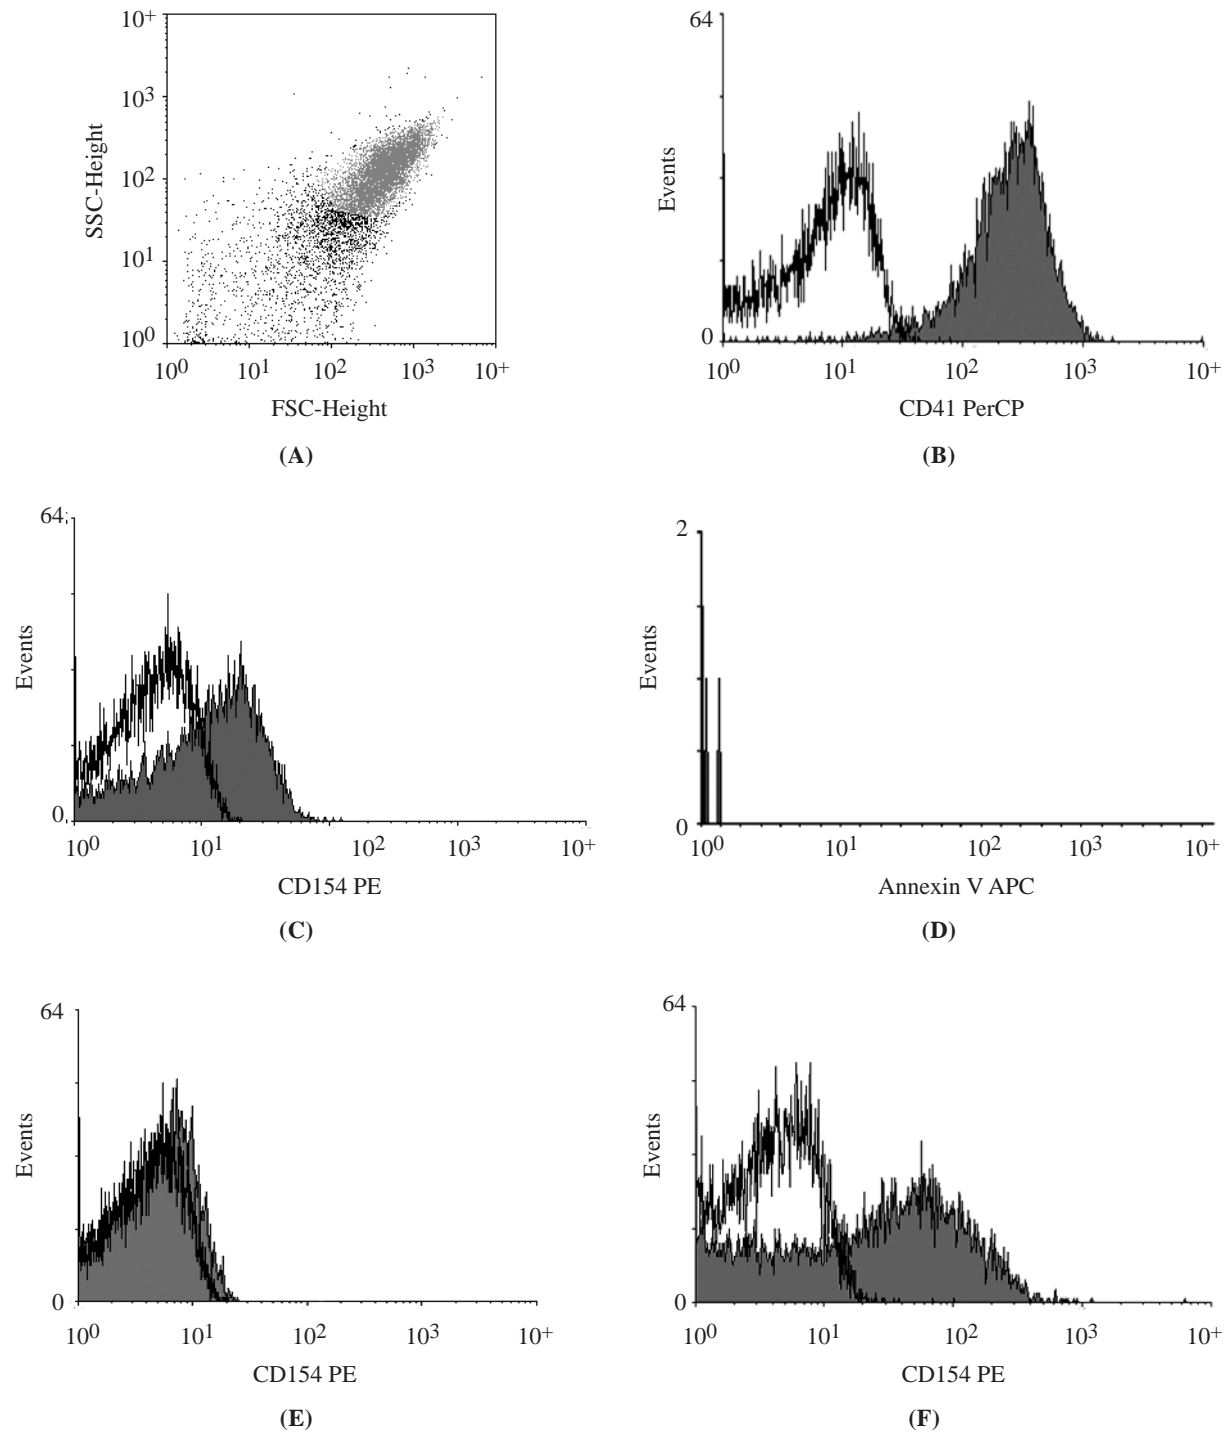 10+
10³
10²
10¹
10⁰
SSC-Height
10⁰ 10¹ 10² 10³ 10+
FSC-Height
(A)
64
Events
0
10⁰ 10¹ 10² 10³ 10+
CD41 PerCP
(B)
64
Events
0
10⁰ 10¹ 10² 10³ 10+
CD154 PE
(C)
2
Events
0
10⁰ 10¹ 10² 10³ 10+
Annexin V APC
(D)
64
Events
0
10⁰ 10¹ 10² 10³ 10+
CD154 PE
(E)
64
Events
0
10⁰ 10¹ 10² 10³ 10+
CD154 PE
(F)